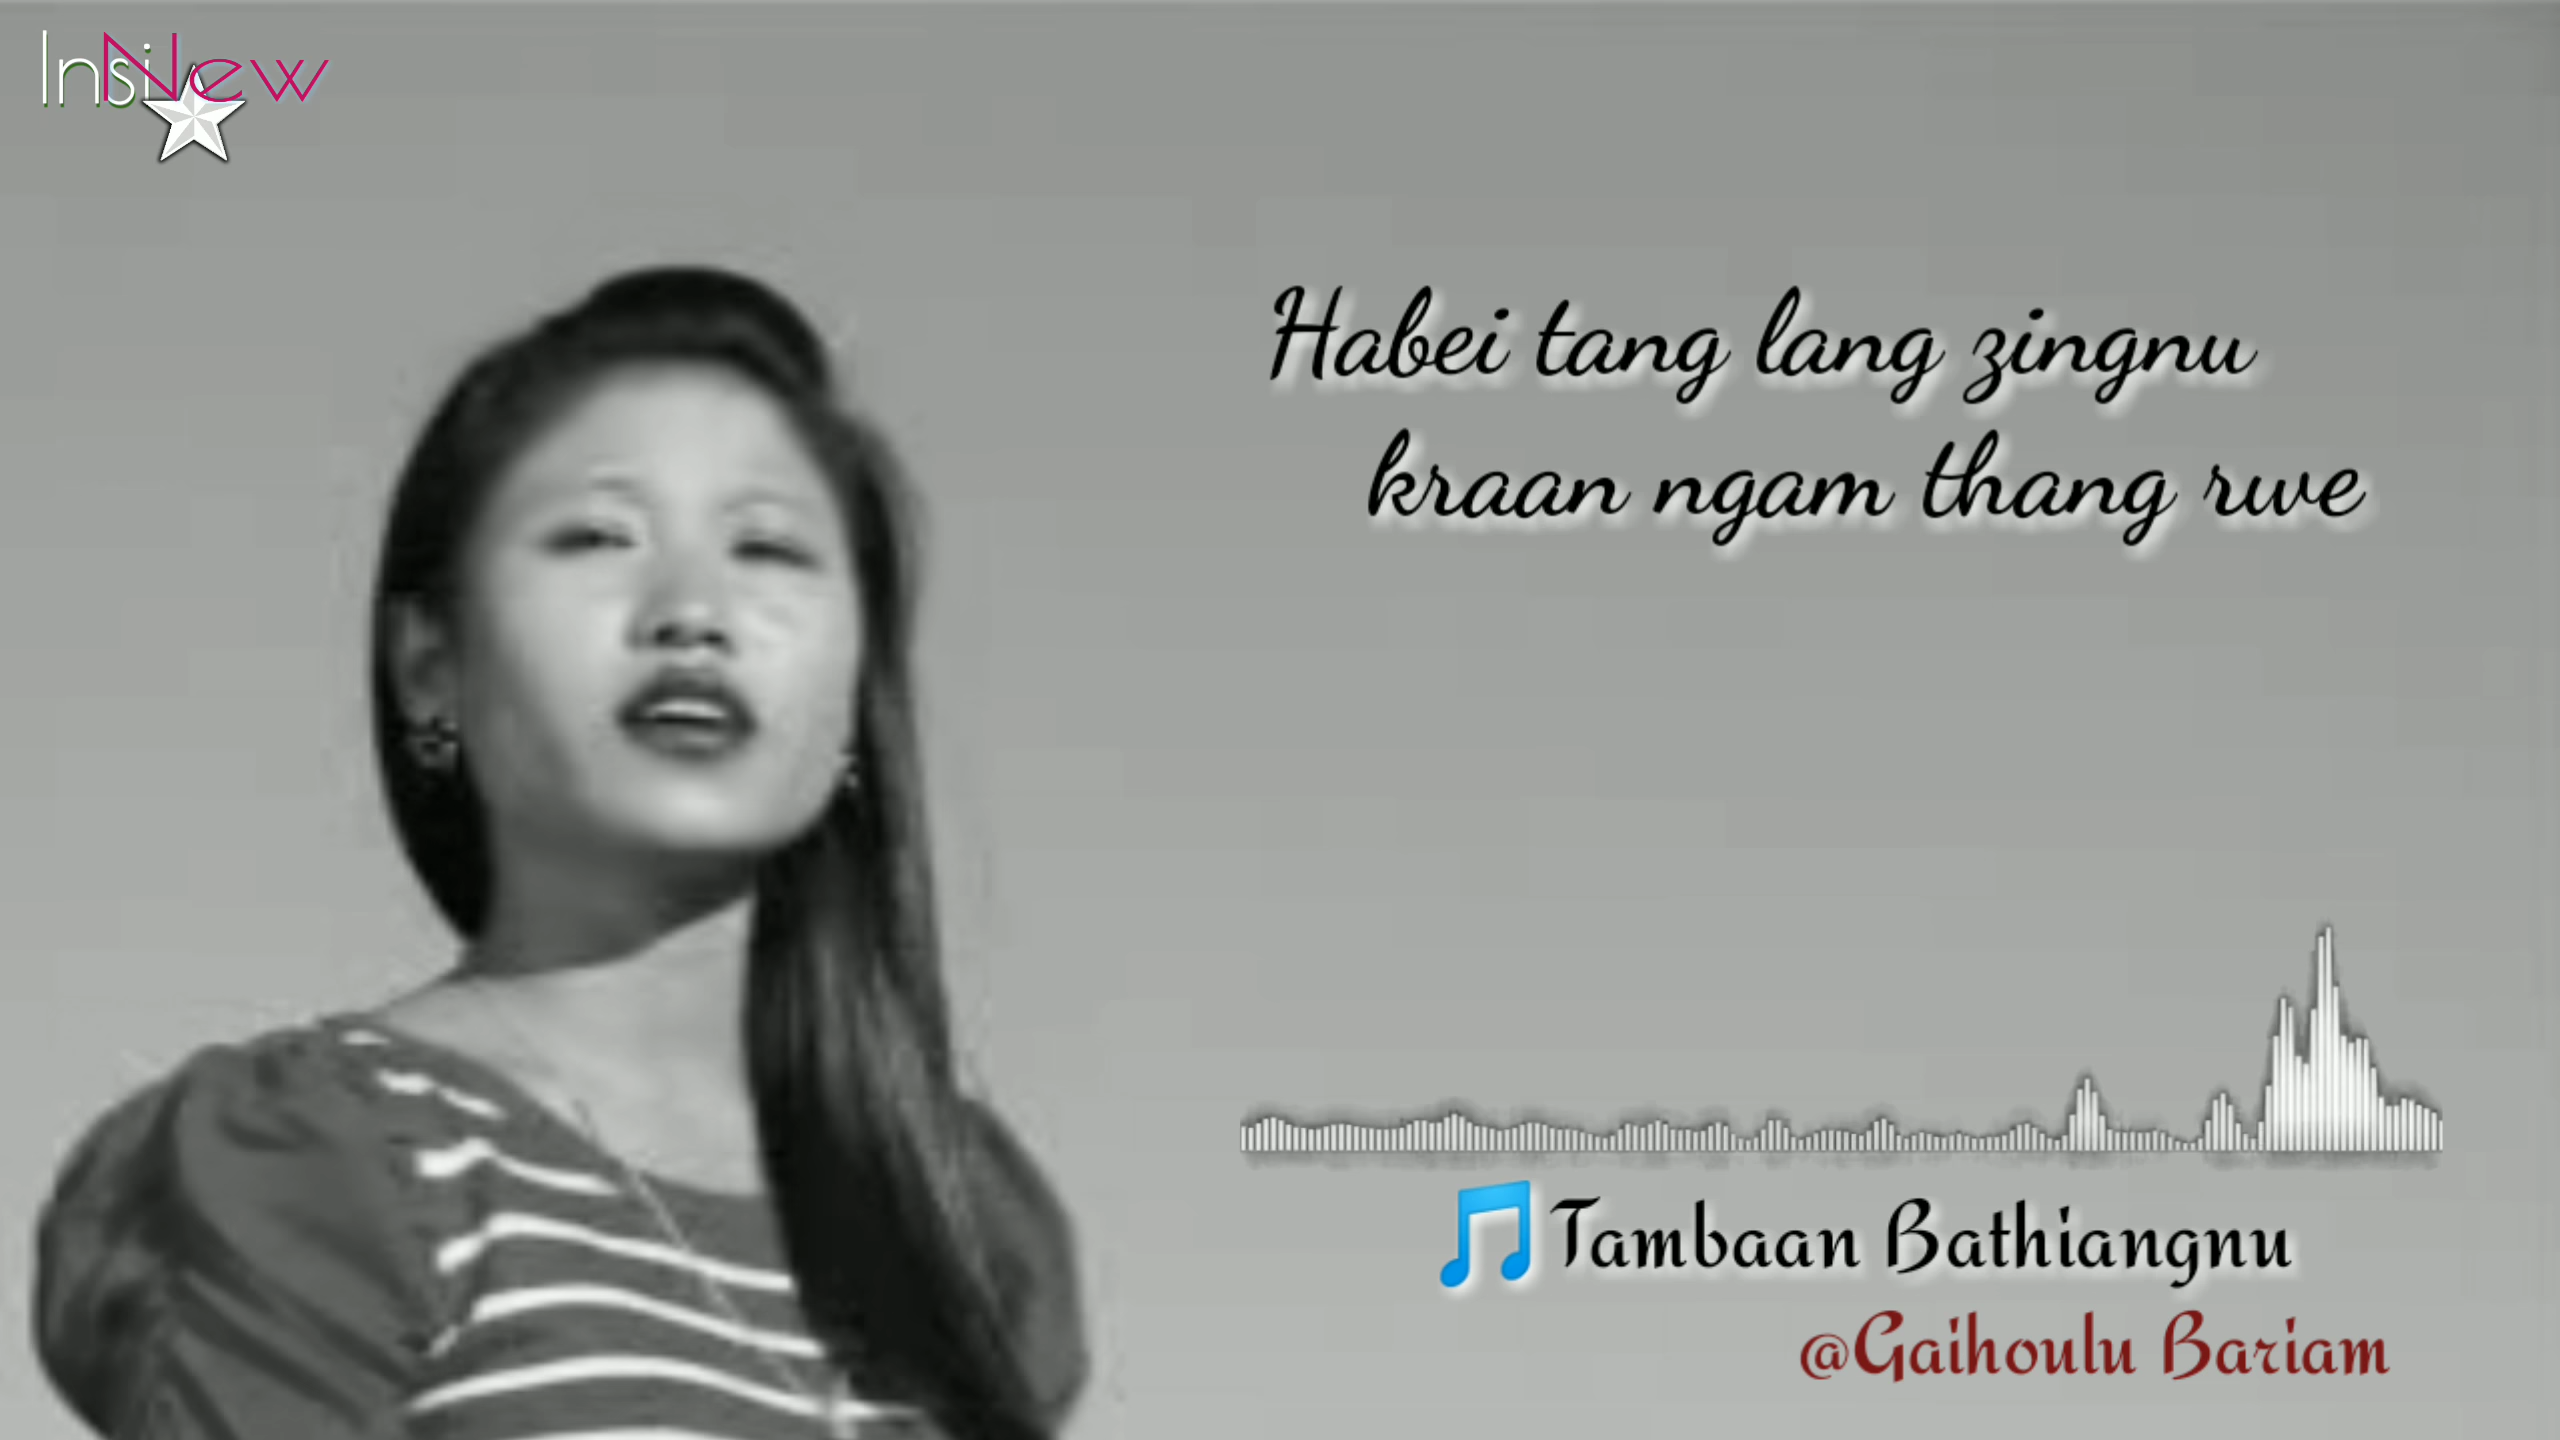 InsiNew
Habei tang lang zingnu
kraan ngam thang rwe
Tambaan Bathiangnu
@Gaihoulu Bariam